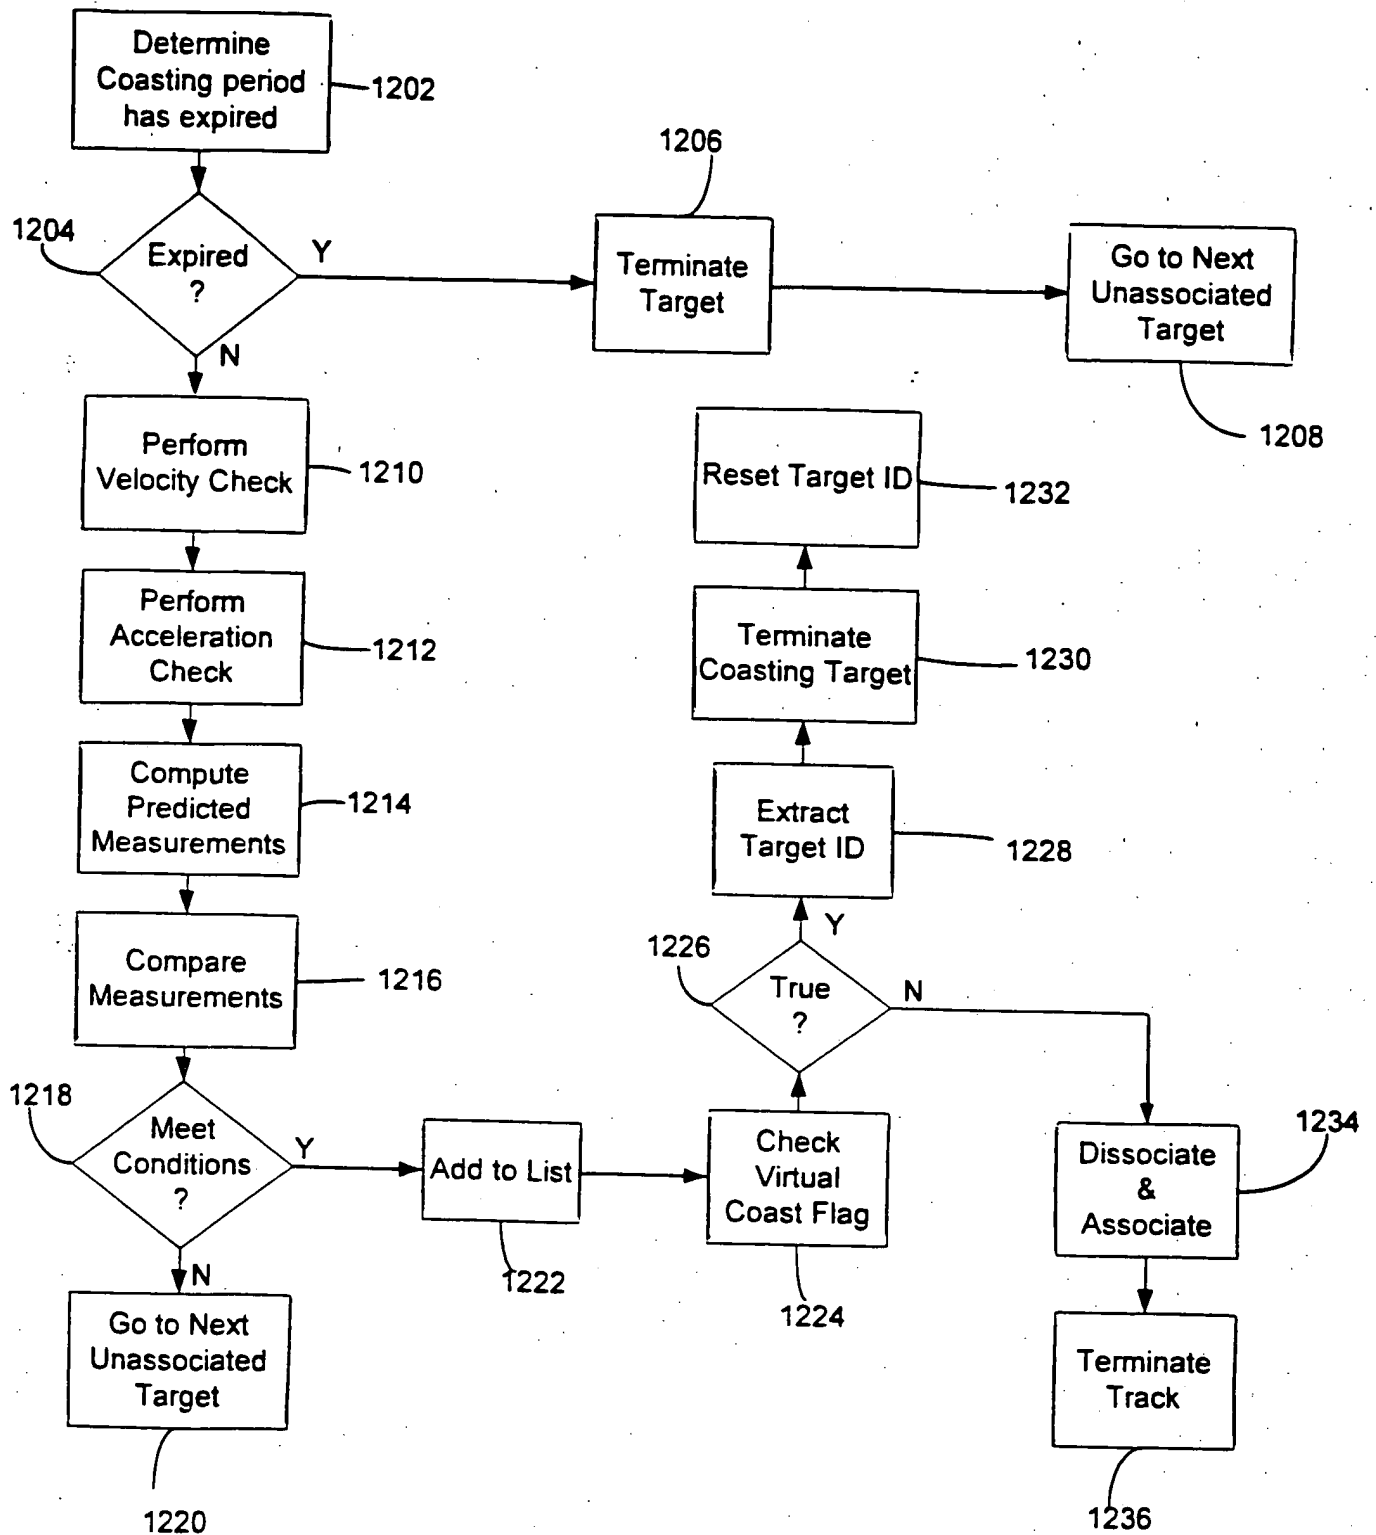 Determine
Coasting period
has expired
1202
1204
Expired
?
Y
N
1206
Terminate
Target
Go to Next
Unassociated
Target
1208
Perform
Velocity Check
1210
Perform
Acceleration
Check
1212
Compute
Predicted
Measurements
1214
Compare
Measurements
1216
1218
Meet
Conditions
?
Y
N
Go to Next
Unassociated
Target
1220
Add to List
1222
Check
Virtual
Coast Flag
1224
1226
True
?
Y
N
Extract
Target ID
1228
Terminate
Coasting Target
1230
Reset Target ID
1232
1234
Dissociate
&
Associate
Terminate
Track
1236